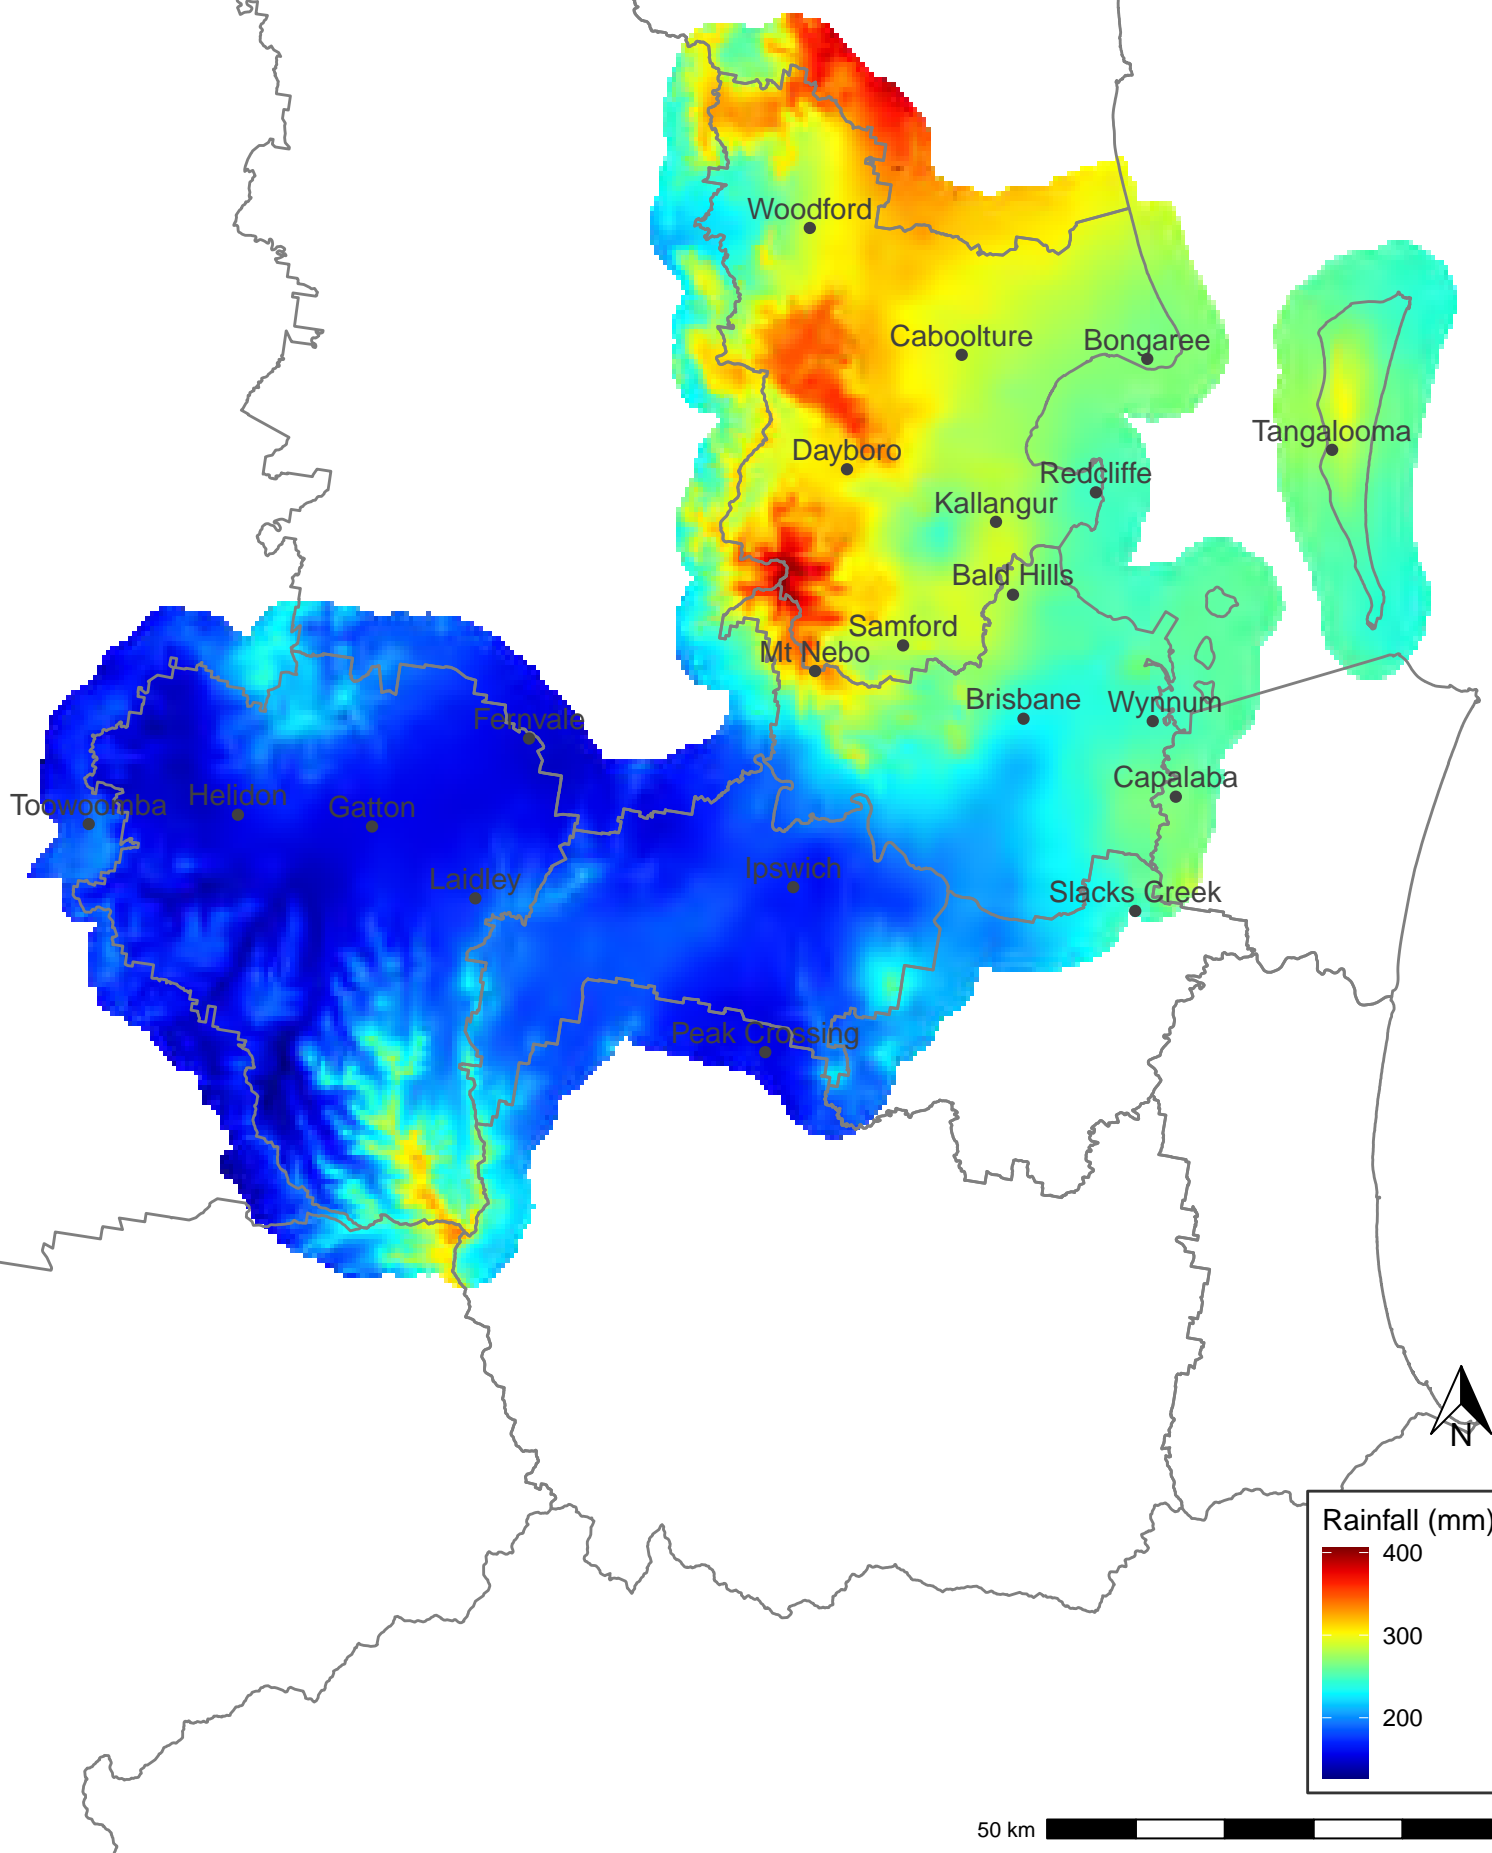 Woodford
Caboolture
Bongaree
Tangalooma
Dayboro
Redcliffe
Kallangur
Bald Hills
Samford
Mt Nebo
Brisbane
Wynnum
Fernvale
Capalaba
Toowoomba
Helidon
Gatton
Ipswich
Laidley
Slacks Creek
Peak Crossing
N
Rainfall (mm)
400
300
200
50 km